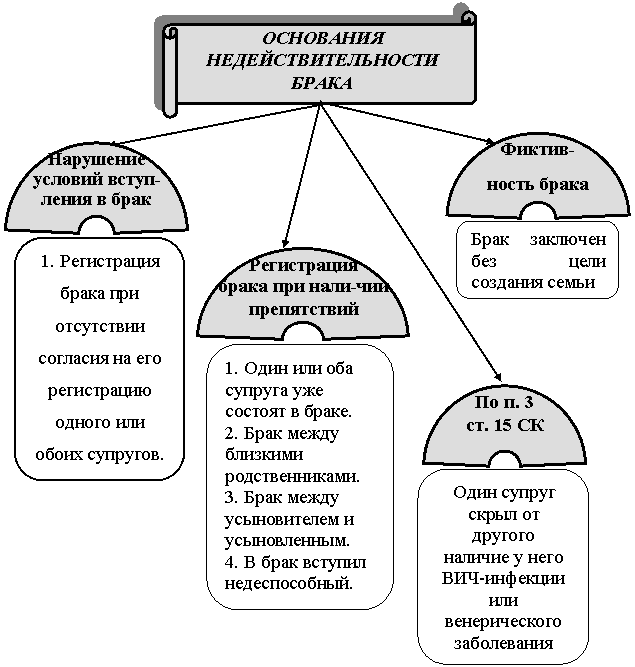 ОСНОВАНИЯ
НЕДЕЙСТВИТЕЛЬНОСТИ
БРАКА
Нарушение
условий вступ-
ления в брак
1. Регистрация
брака при
отсутствии
согласия на его
регистрацию
одного или
обоих супругов.
Регистрация
брака при нали-чии
препятствий
1. Один или оба
супруга уже
состоят в браке.
2. Брак между
близкими
родственниками.
3. Брак между
усыновителем и
усыновленным.
4. В брак вступил
недеспособный.
Фиктив-
ность брака
Брак заключен
без цели
создания семьи
По п. 3
ст. 15 СК
Один супруг
скрыл от
другого
наличие у него
ВИЧ-инфекции
или
венерического
заболевания